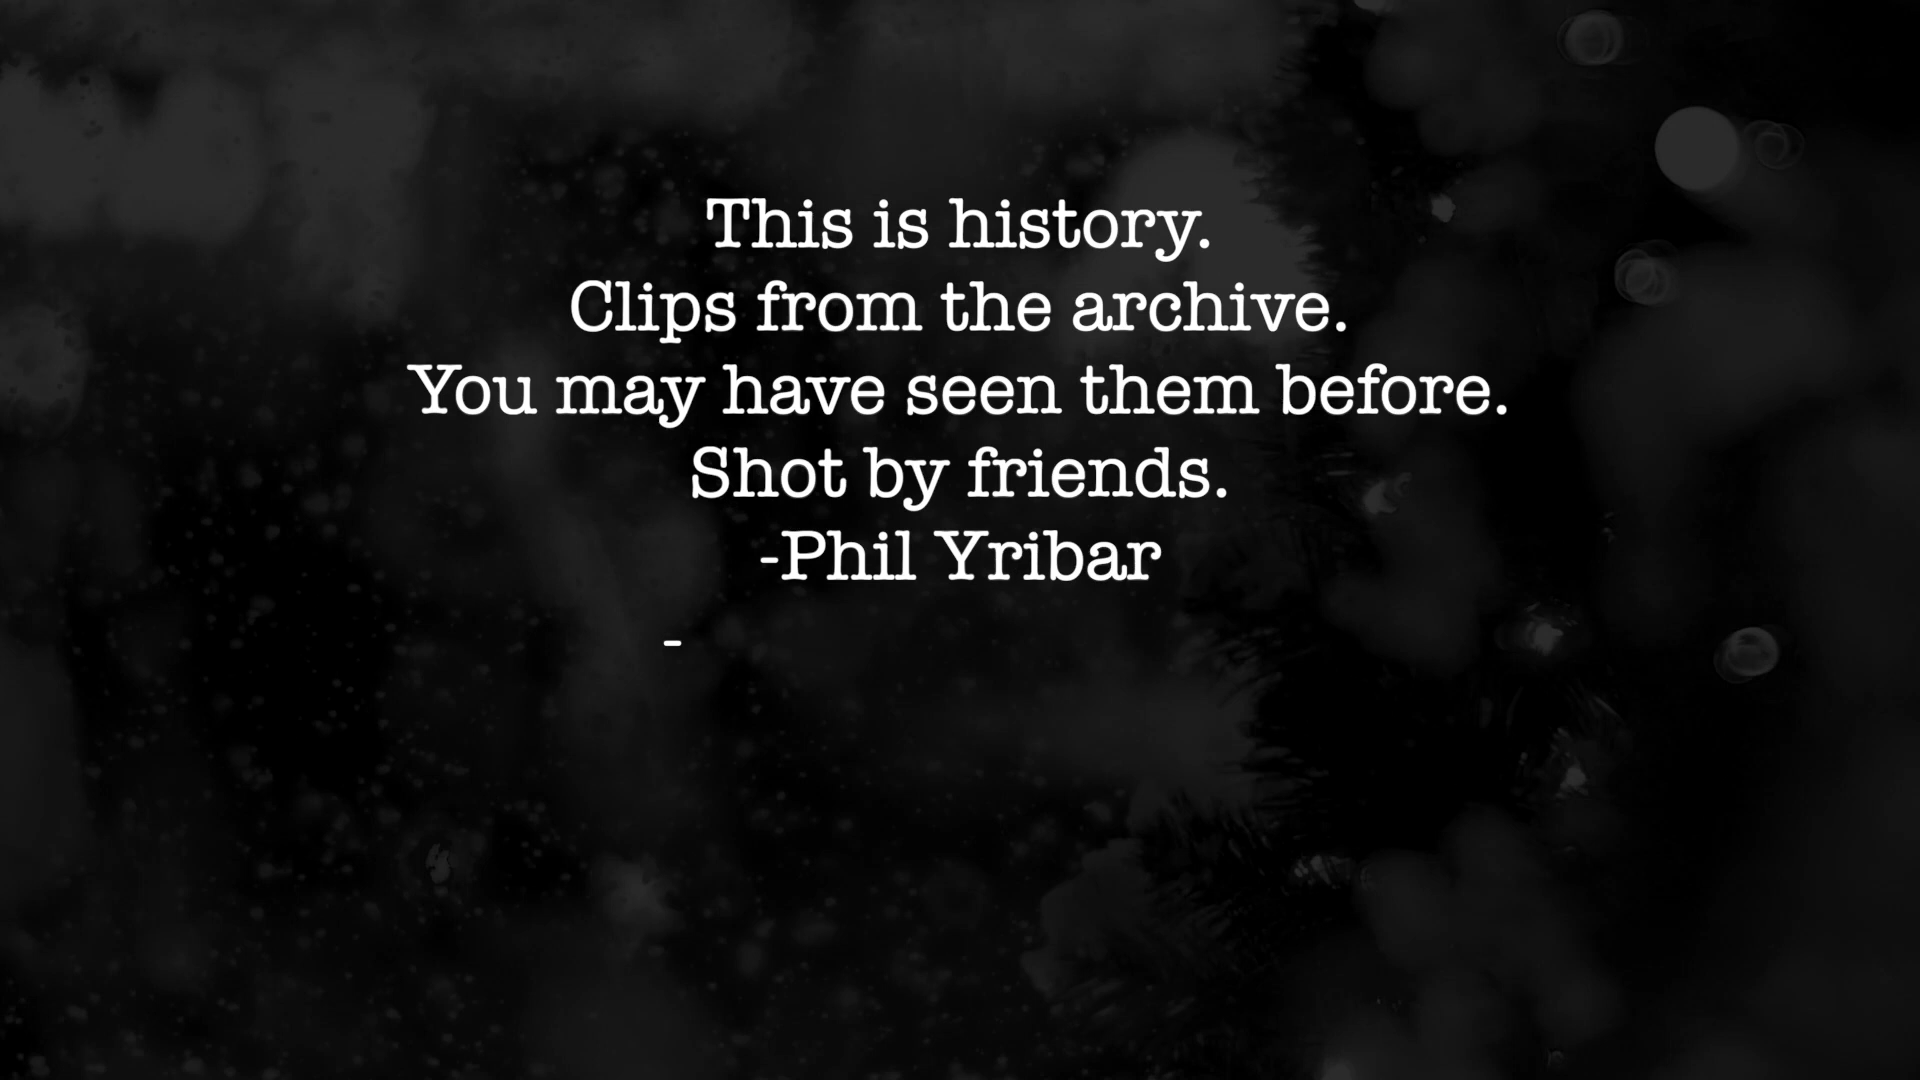 This is history.
Clips from the archive.
You may have seen them before.
Shot by friends.
-Phil Yribar
-